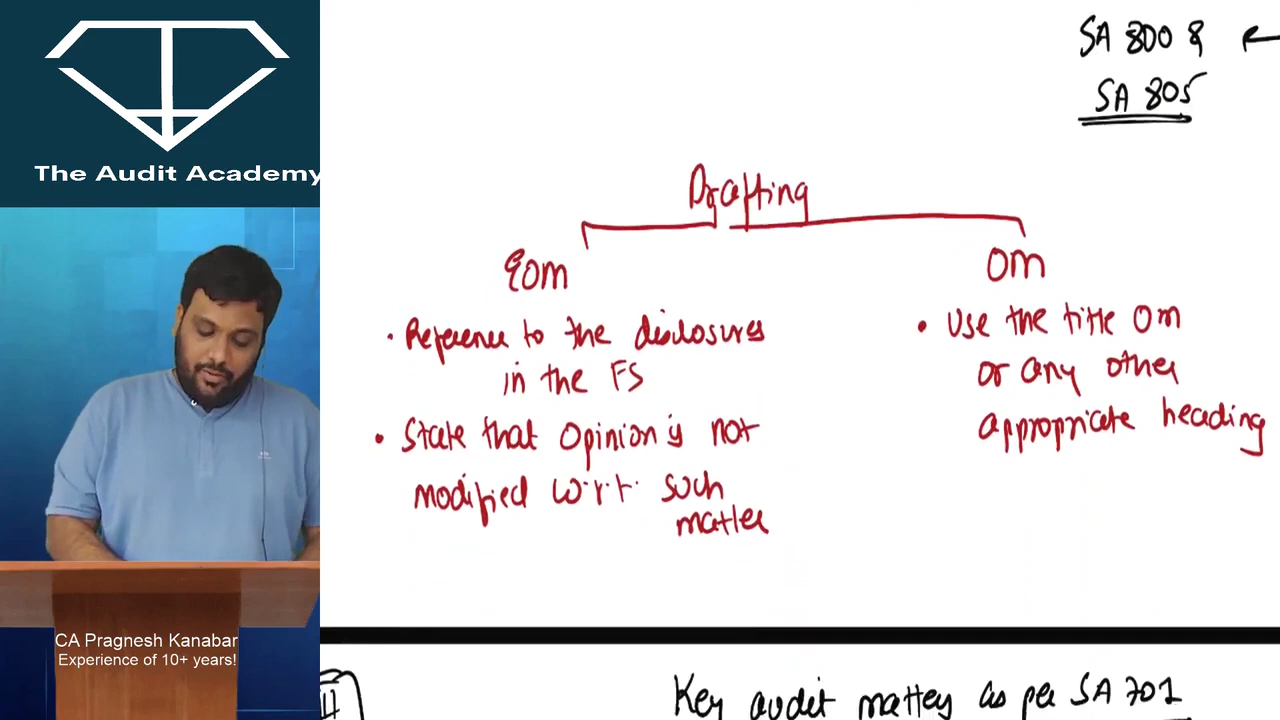 The Audit Academy
SA 800 &
SA 805
Drafting
EOM
• Reference to the disclosures
in the FS
• State that Opinion is not
modified w.r.t. such
matter
OM
• Use the title OM
or any other
appropriate heading
CA Pragnesh Kanabar
Experience of 10+ years!
Key audit matters as per SA 701